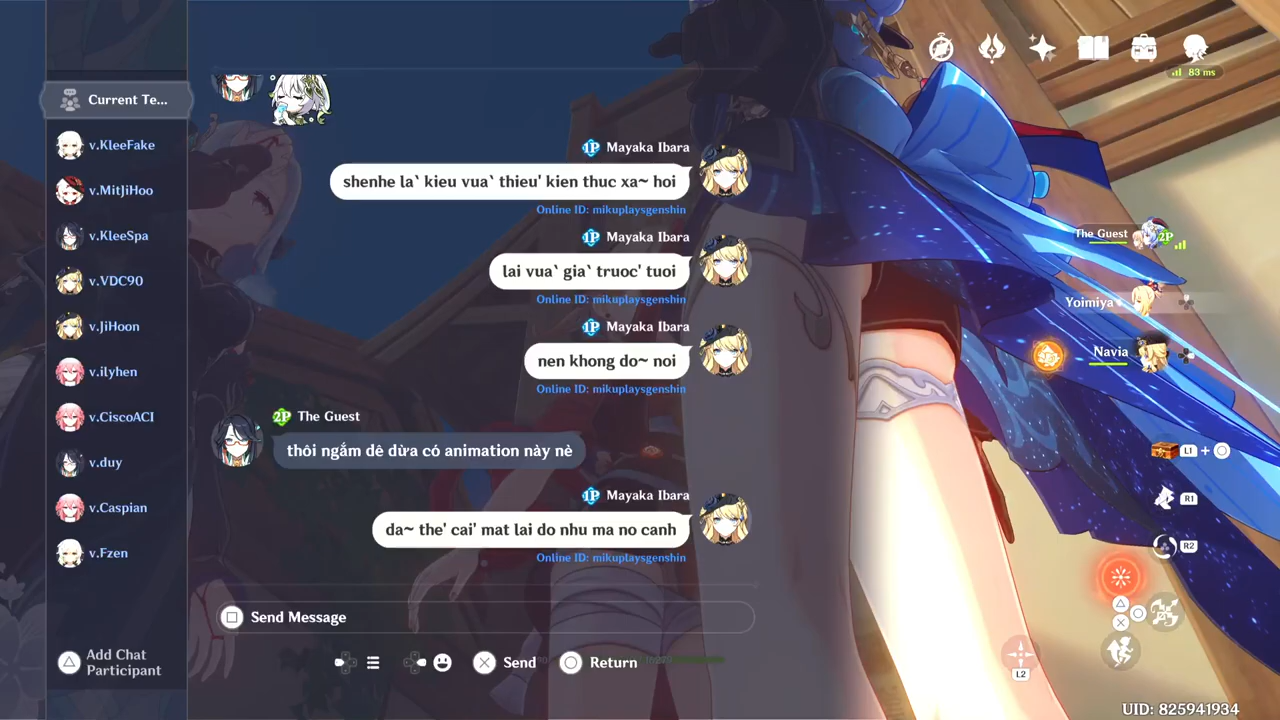 Current Te...
v.KleeFake
v.MitJiHoo
v.KleeSpa
v.VDC90
v.JiHoon
v.ilyhen
v.CiscoACI
v.duy
v.Caspian
v.Fzen
Add Chat
Participant
1P Mayaka Ibara
shenhe la` kieu vua` thieu' kien thuc xa~ hoi
Online ID: mikuplaysgenshin
1P Mayaka Ibara
lai vua` gia` truoc' tuoi
Online ID: mikuplaysgenshin
1P Mayaka Ibara
nen khong do~ noi
Online ID: mikuplaysgenshin
2P The Guest
thôi ngắm dê dừa có animation này nè
1P Mayaka Ibara
da~ the' cai' mat lai do nhu ma no canh
Online ID: mikuplaysgenshin
Send Message
Send
Return
83 ms
The Guest 2P
Yoimiya
Navia
L1 +
R1
R2
L2
UID: 825941934